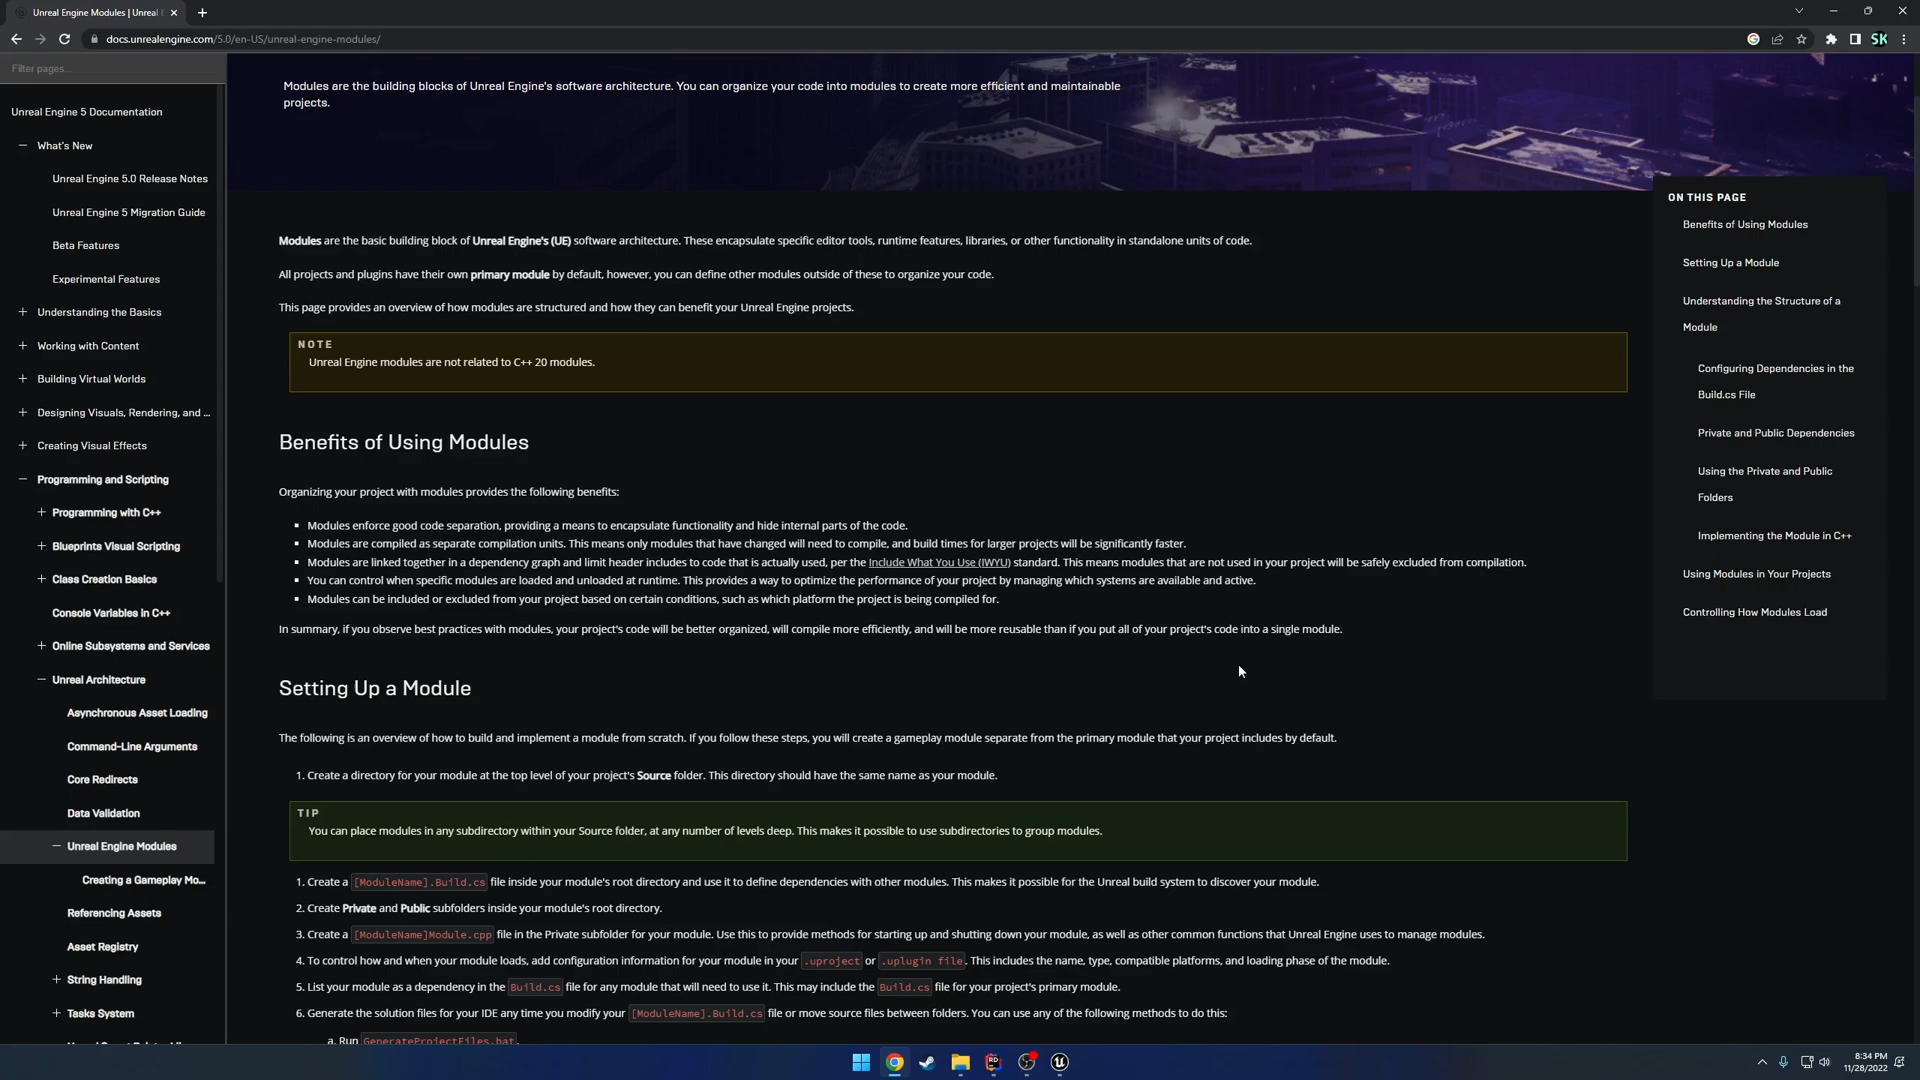 Unreal Engine Modules | Unreal
docs.unrealengine.com/5.0/en-US/unreal-engine-modules/
SK
Filter pages...
Unreal Engine 5 Documentation
What's New
Unreal Engine 5.0 Release Notes
Unreal Engine 5 Migration Guide
Beta Features
Experimental Features
Understanding the Basics
Working with Content
Building Virtual Worlds
Designing Visuals, Rendering, and ...
Creating Visual Effects
Programming and Scripting
Programming with C++
Blueprints Visual Scripting
Class Creation Basics
Console Variables in C++
Online Subsystems and Services
Unreal Architecture
Asynchronous Asset Loading
Command-Line Arguments
Core Redirects
Data Validation
Unreal Engine Modules
Creating a Gameplay Mo...
Referencing Assets
Asset Registry
String Handling
Tasks System
Modules are the building blocks of Unreal Engine's software architecture. You can organize your code into modules to create more efficient and maintainable
projects.
Modules are the basic building block of Unreal Engine's (UE) software architecture. These encapsulate specific editor tools, runtime features, libraries, or other functionality in standalone units of code.
All projects and plugins have their own primary module by default, however, you can define other modules outside of these to organize your code.
This page provides an overview of how modules are structured and how they can benefit your Unreal Engine projects.
NOTE
Unreal Engine modules are not related to C++ 20 modules.
Benefits of Using Modules
Organizing your project with modules provides the following benefits:
Modules enforce good code separation, providing a means to encapsulate functionality and hide internal parts of the code.
Modules are compiled as separate compilation units. This means only modules that have changed will need to compile, and build times for larger projects will be significantly faster.
Modules are linked together in a dependency graph and limit header includes to code that is actually used, per the Include What You Use (IWYU) standard. This means modules that are not used in your project will be safely excluded from compilation.
You can control when specific modules are loaded and unloaded at runtime. This provides a way to optimize the performance of your project by managing which systems are available and active.
Modules can be included or excluded from your project based on certain conditions, such as which platform the project is being compiled for.
In summary, if you observe best practices with modules, your project's code will be better organized, will compile more efficiently, and will be more reusable than if you put all of your project's code into a single module.
Setting Up a Module
The following is an overview of how to build and implement a module from scratch. If you follow these steps, you will create a gameplay module separate from the primary module that your project includes by default.
1. Create a directory for your module at the top level of your project's Source folder. This directory should have the same name as your module.
TIP
You can place modules in any subdirectory within your Source folder, at any number of levels deep. This makes it possible to use subdirectories to group modules.
1. Create a [ModuleName].Build.cs file inside your module's root directory and use it to define dependencies with other modules. This makes it possible for the Unreal build system to discover your module.
2. Create Private and Public subfolders inside your module's root directory.
3. Create a [ModuleName]Module.cpp file in the Private subfolder for your module. Use this to provide methods for starting up and shutting down your module, as well as other common functions that Unreal Engine uses to manage modules.
4. To control how and when your module loads, add configuration information for your module in your .uproject or .uplugin file. This includes the name, type, compatible platforms, and loading phase of the module.
5. List your module as a dependency in the Build.cs file for any module that will need to use it. This may include the Build.cs file for your project's primary module.
6. Generate the solution files for your IDE any time you modify your [ModuleName].Build.cs file or move source files between folders. You can use any of the following methods to do this:
a. Run GenerateProjectFiles.bat.
ON THIS PAGE
Benefits of Using Modules
Setting Up a Module
Understanding the Structure of a
Module
Configuring Dependencies in the
Build.cs File
Private and Public Dependencies
Using the Private and Public
Folders
Implementing the Module in C++
Using Modules in Your Projects
Controlling How Modules Load
8:34 PM
11/28/2022